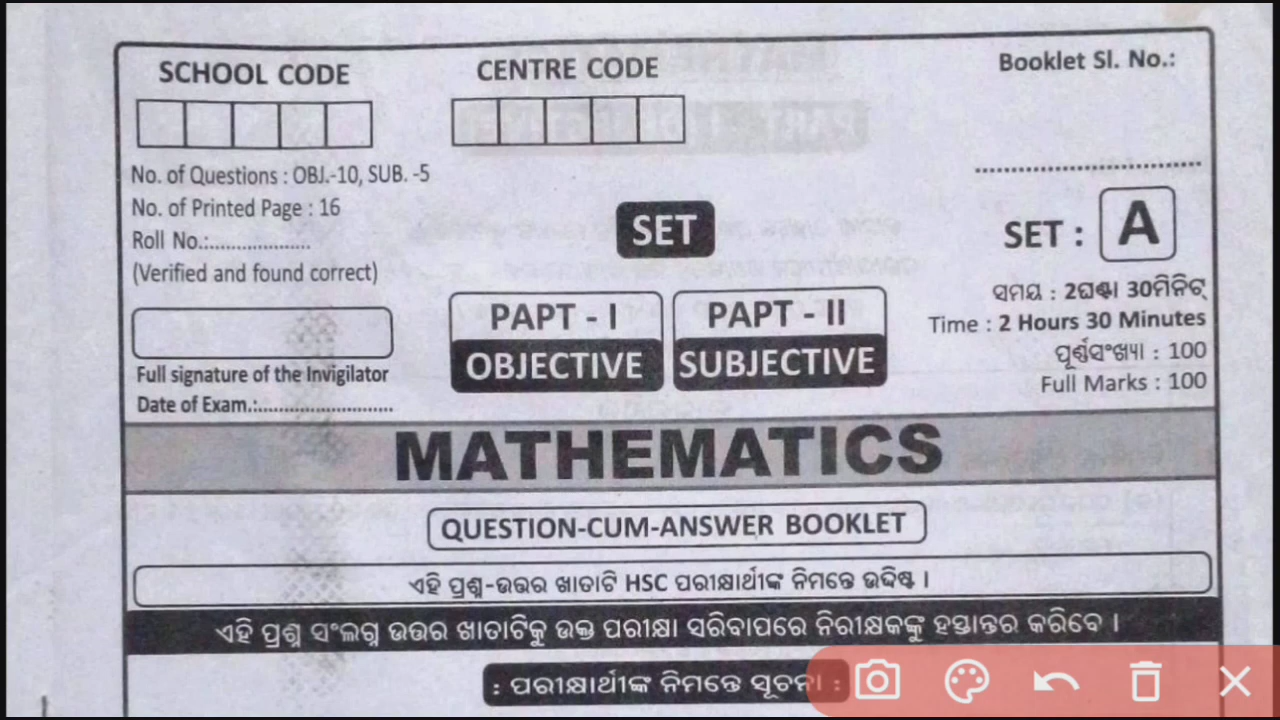 SCHOOL CODE
CENTRE CODE
Booklet Sl. No.:
No. of Questions : OBJ.-10, SUB. -5
No. of Printed Page : 16
Roll No.:...................
(Verified and found correct)
SET
SET : A
ସମୟ : 2ଘଣ୍ଟା 30ମିନିଟ୍
Time : 2 Hours 30 Minutes
ପୂର୍ଣ୍ଣସଂଖ୍ୟା : 100
Full Marks : 100
PAPT - I
OBJECTIVE
PAPT - II
SUBJECTIVE
Full signature of the Invigilator
Date of Exam.:.........................
MATHEMATICS
QUESTION-CUM-ANSWER BOOKLET
ଏହି ପ୍ରଶ୍ନ-ଉତ୍ତର ଖାତାଟି HSC ପରୀକ୍ଷାର୍ଥୀଙ୍କ ନିମନ୍ତେ ଉଦ୍ଦିଷ୍ଟ ।
ଏହି ପ୍ରଶ୍ନ ସଂଲଗ୍ନ ଉତ୍ତର ଖାତାଟିକୁ ଉକ୍ତ ପରୀକ୍ଷା ସରିବାପରେ ନିରୀକ୍ଷକଙ୍କୁ ହସ୍ତାନ୍ତର କରିବେ ।
: ପରୀକ୍ଷାର୍ଥୀଙ୍କ ନିମନ୍ତେ ସୂଚନା :